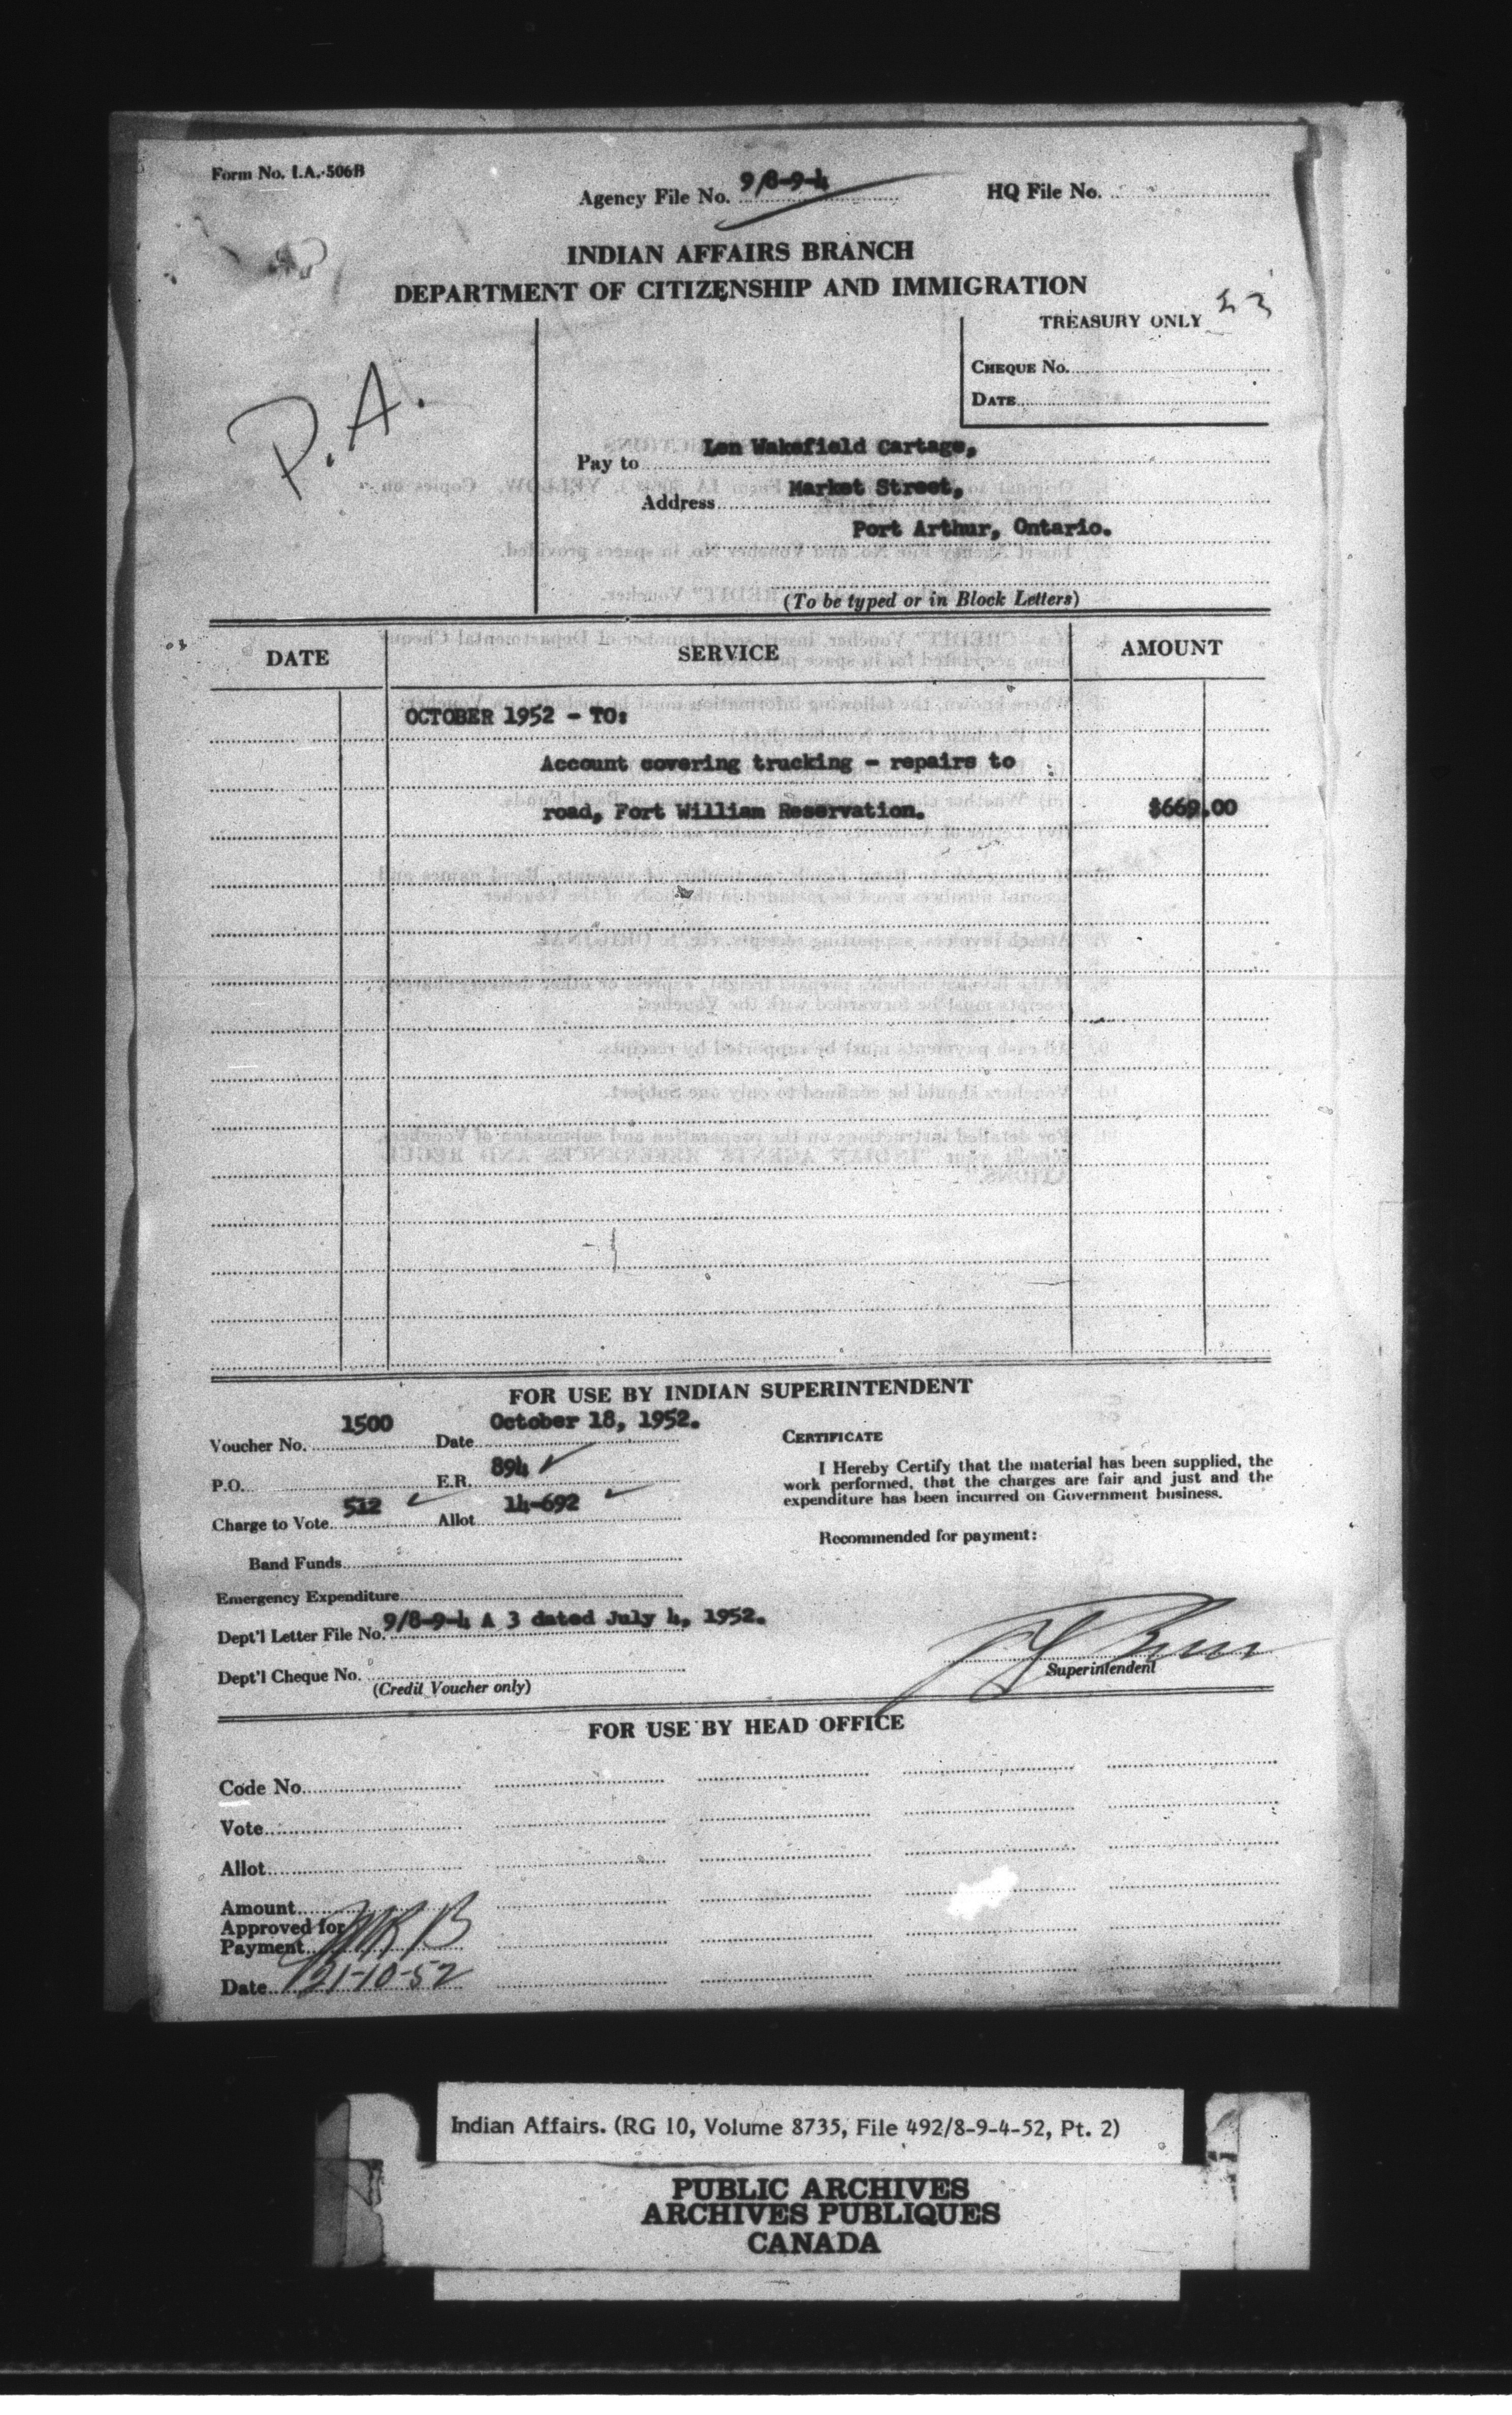 Form No. I.A.-506B
Agency File No. 9/8-9-4
HQ File No.
INDIAN AFFAIRS BRANCH
DEPARTMENT OF CITIZENSHIP AND IMMIGRATION
TREASURY ONLY
CHEQUE No.
DATE
P.A.
Pay to Len Wakefield Cartage,
Address Market Street,
Port Arthur, Ontario.
(To be typed or in Block Letters)
DATE SERVICE AMOUNT
OCTOBER 1952 - TO:
Account covering trucking - repairs to
road, Fort William Reservation. $669.00
FOR USE BY INDIAN SUPERINTENDENT
Voucher No. 1500 Date October 18, 1952.
P.O. E.R. 894
Charge to Vote 512 Allot 14-692
Band Funds
Emergency Expenditure
Dept'l Letter File No. 9/8-9-4 A 3 dated July 4, 1952.
Dept'l Cheque No.
(Credit Voucher only)
CERTIFICATE
I Hereby Certify that the material has been supplied, the
work performed, that the charges are fair and just and the
expenditure has been incurred on Government business.
Recommended for payment:
Superintendent
FOR USE BY HEAD OFFICE
Code No.
Vote
Allot
Amount
Approved for
Payment
Date 21-10-52
Indian Affairs. (RG 10, Volume 8735, File 492/8-9-4-52, Pt. 2)
PUBLIC ARCHIVES
ARCHIVES PUBLIQUES
CANADA